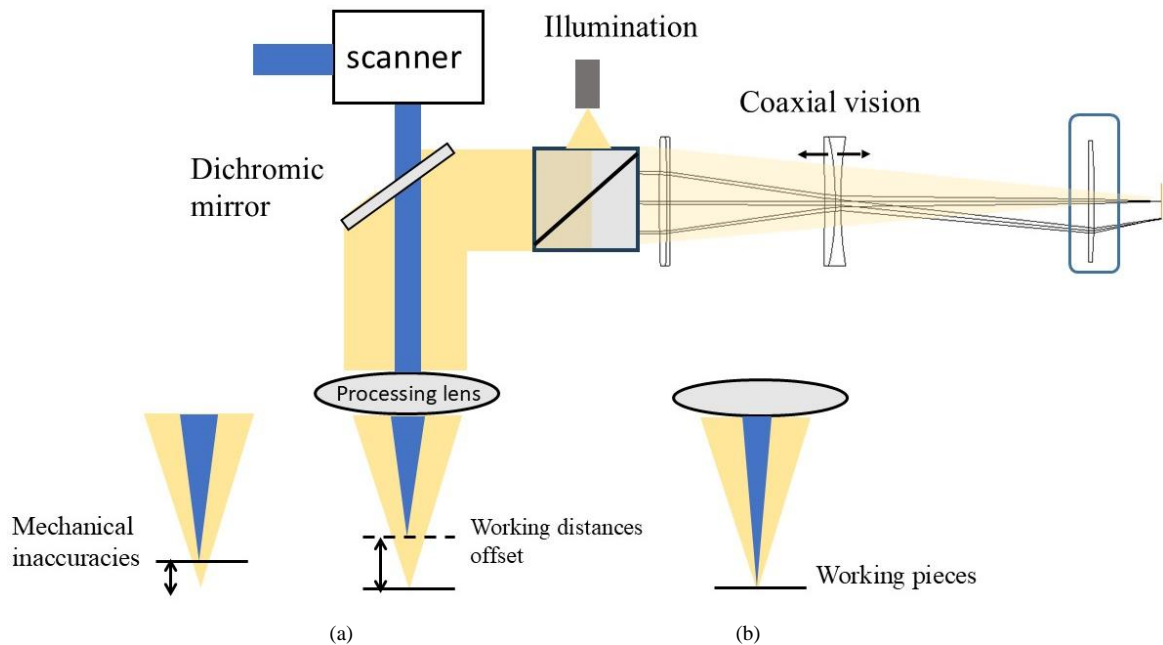 Illumination
scanner
Coaxial vision
Dichromic
mirror
Processing lens
Mechanical
inaccuracies
Working distances
offset
Working pieces
(a)
(b)